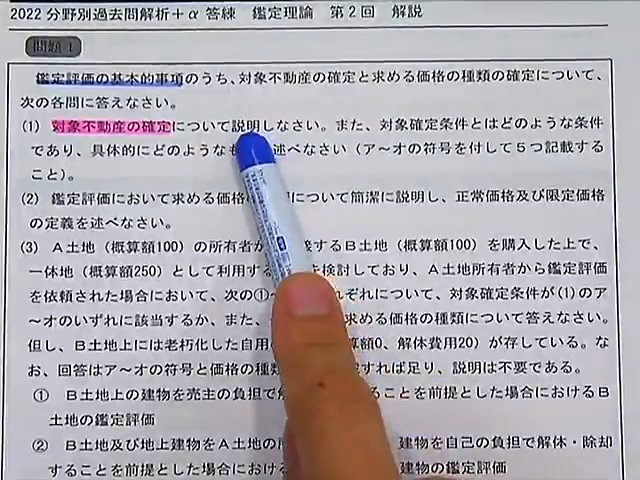 2022 分野別過去問解析＋α 答練　鑑定理論　第２回　解説
問題１
鑑定評価の基本的事項のうち、対象不動産の確定と求める価格の種類の確定について、
次の各問に答えなさい。
(1) 対象不動産の確定について説明しなさい。また、対象確定条件とはどのような条件
であり、具体的にどのようなも 述べなさい（ア～オの符号を付して５つ記載する
こと）。
(2) 鑑定評価において求める価格 について簡潔に説明し、正常価格及び限定価格
の定義を述べなさい。
(3) Ａ土地（概算額100）の所有者が 接するＢ土地（概算額100）を購入した上で、
一体地（概算額250）として利用する を検討しており、Ａ土地所有者から鑑定評価
を依頼された場合において、次の① れぞれについて、対象確定条件が(1)のア
～オのいずれに該当するか、また、 求める価格の種類について答えなさい。
但し、Ｂ土地上には老朽化した自用の 算額0、解体費用20）が存している。な
お、回答はア～オの符号と価格の すれば足り、説明は不要である。
① Ｂ土地上の建物を売主の負担で解 ることを前提とした場合におけるＢ
土地の鑑定評価
② Ｂ土地及び地上建物をＡ土地の所 建物を自己の負担で解体・除却
することを前提とした場合におけ 建物の鑑定評価